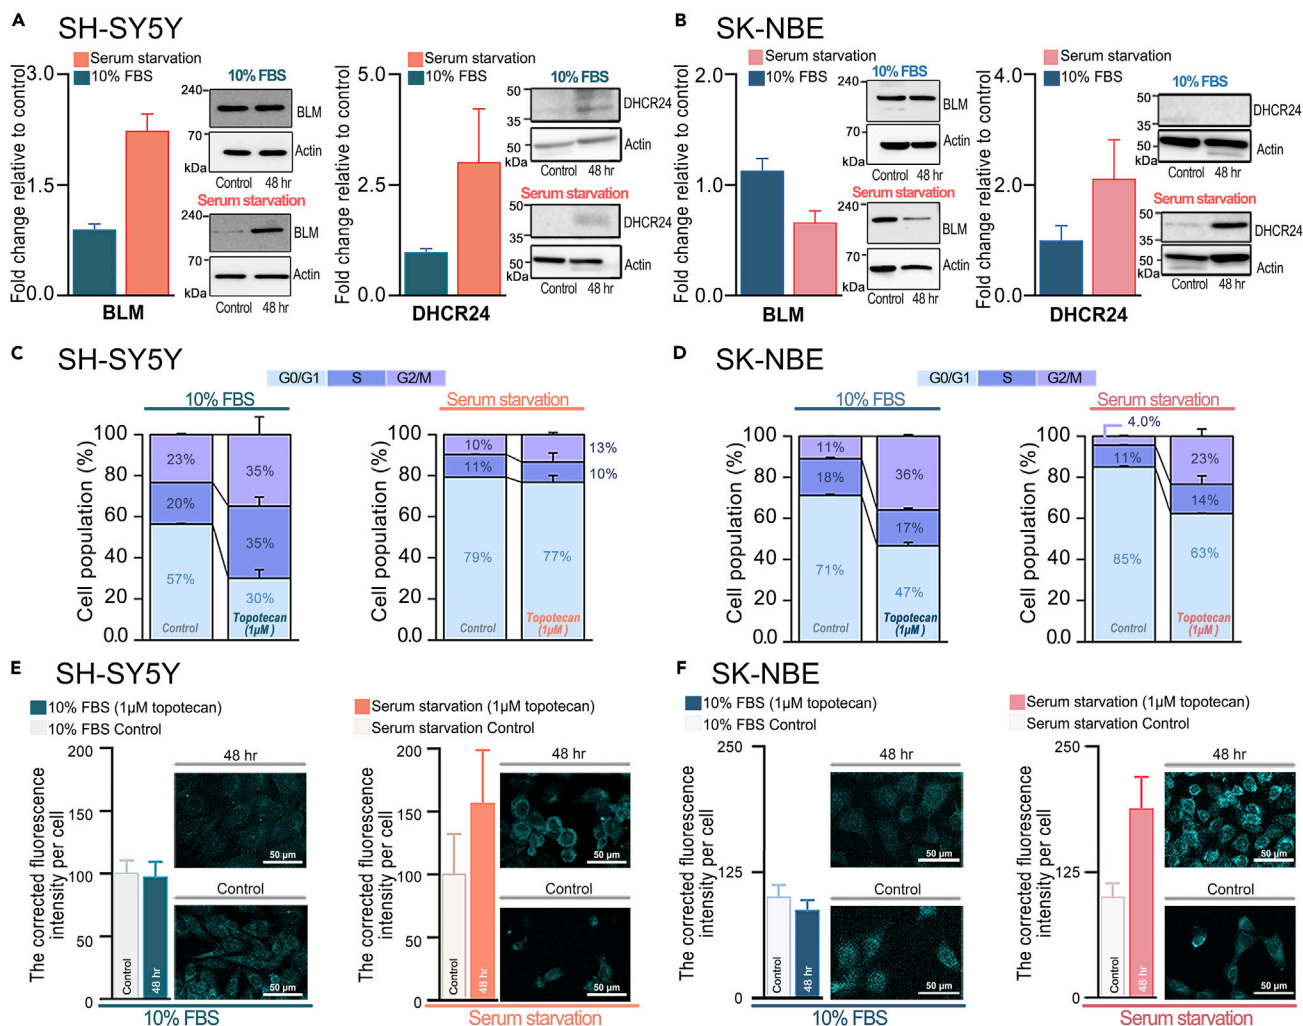 A SH-SY5Y
Serum starvation
10% FBS
Fold change relative to control
3.0
1.5
0.0
BLM
10% FBS
240
BLM
70
Actin
kDa
Control 48 hr
Serum starvation
240
BLM
70
Actin
kDa
Control 48 hr
Serum starvation
10% FBS
Fold change relative to control
5.0
2.5
0.0
DHCR24
10% FBS
50
DHCR24
35
50
Actin
kDa
Control 48 hr
Serum starvation
50
DHCR24
35
50
Actin
kDa
Control 48 hr
B SK-NBE
Serum starvation
10% FBS
Fold change relative to control
2.0
1.0
0.0
BLM
10% FBS
240
BLM
70
Actin
kDa
Control 48 hr
Serum starvation
240
BLM
70
Actin
kDa
Control 48 hr
Serum starvation
10% FBS
Fold change relative to control
4.0
2.0
0.0
DHCR24
10% FBS
50
DHCR24
35
50
Actin
kDa
Control 48 hr
Serum starvation
50
DHCR24
35
50
Actin
kDa
Control 48 hr
C SH-SY5Y
G0/G1 S G2/M
10% FBS
Cell population (%)
100
80
60
40
20
0.0
23%
20%
57%
Control
35%
35%
30%
Topotecan
(1µM )
Serum starvation
Cell population (%)
100
80
60
40
20
0.0
10%
11%
79%
Control
13%
10%
77%
Topotecan
(1µM )
D SK-NBE
G0/G1 S G2/M
10% FBS
Cell population (%)
100
80
60
40
20
0.0
11%
18%
71%
Control
36%
17%
47%
Topotecan
(1µM )
Serum starvation
Cell population (%)
100
80
60
40
20
0.0
4.0%
11%
85%
Control
23%
14%
63%
Topotecan
(1µM )
E SH-SY5Y
10% FBS (1µM topotecan)
10% FBS Control
The corrected fluorescence
intensity per cell
200
150
100
50
0
Control
48 hr
48 hr
50 µm
Control
50 µm
10% FBS
Serum starvation (1µM topotecan)
Serum starvation Control
The corrected fluorescence
intensity per cell
200
150
100
50
0
Control
48 hr
48 hr
50 µm
Control
50 µm
Serum starvation
F SK-NBE
10% FBS (1µM topotecan)
10% FBS Control
The corrected fluorescence
intensity per cell
250
125
0
Control
48 hr
48 hr
50 µm
Control
50 µm
10% FBS
Serum starvation (1µM topotecan)
Serum starvation Control
The corrected fluorescence
intensity per cell
250
125
0
Control
48 hr
48 hr
50 µm
Control
50 µm
Serum starvation